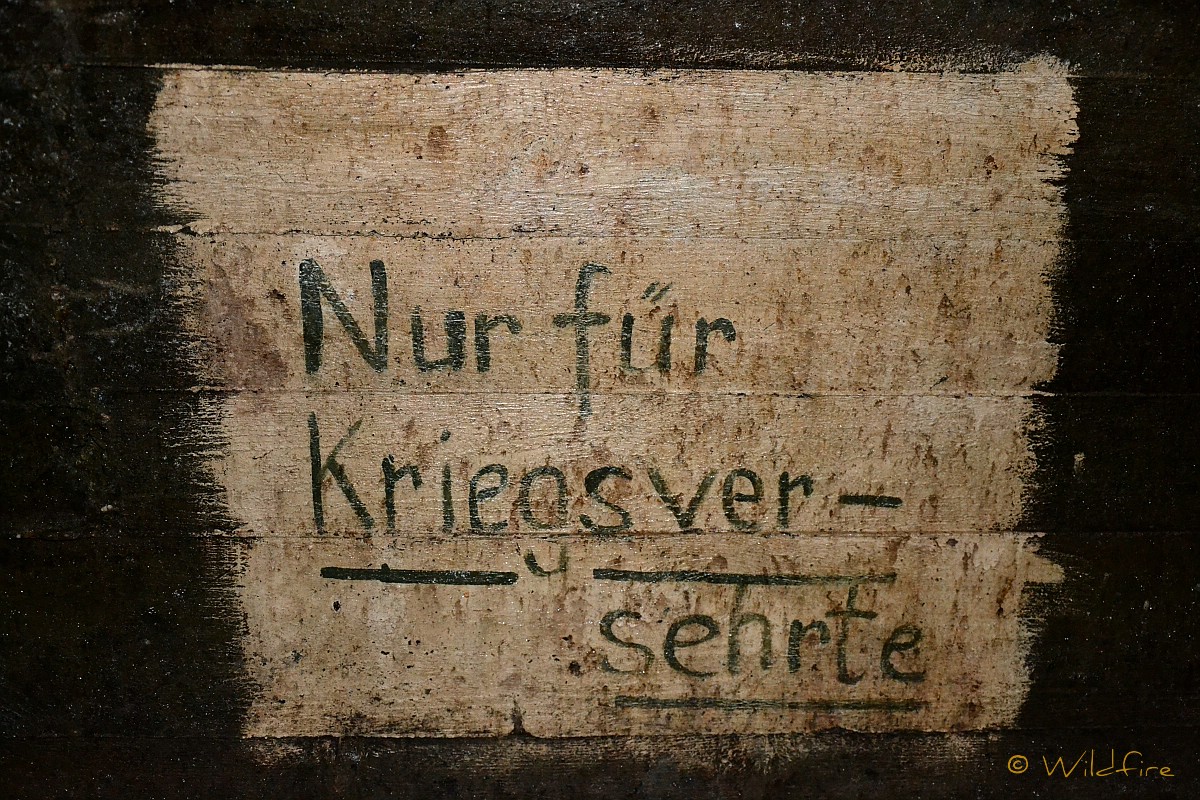 Nur für
Kriegsver-
sehrte
© Wildfire